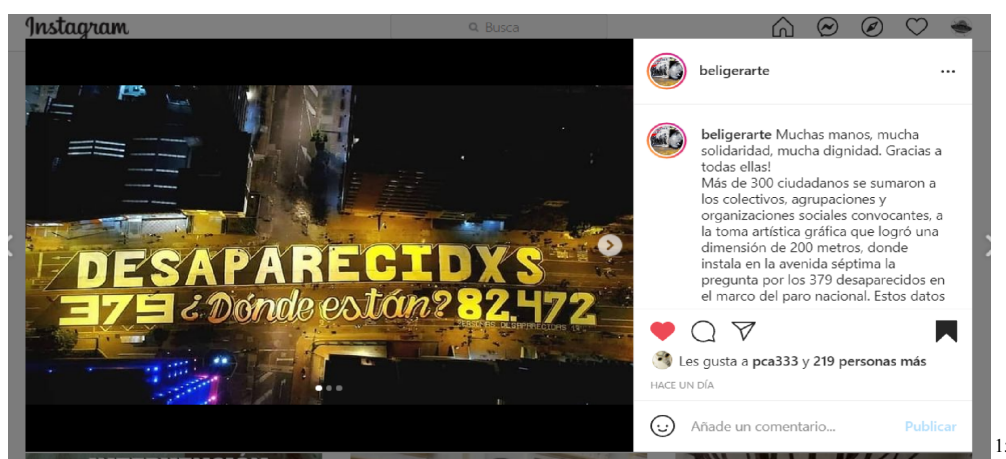 Instagram
Busca
beligerarte
DESAPARECIDXS
379 ¿Dónde están? 82.472
beligerarte Muchas manos, mucha
solidaridad, mucha dignidad. Gracias a
todas ellas!
Más de 300 ciudadanos se sumaron a
los colectivos, agrupaciones y
organizaciones sociales convocantes, a
la toma artística gráfica que logró una
dimensión de 200 metros, donde
instala en la avenida séptima la
pregunta por los 379 desaparecidos en
el marco del paro nacional. Estos datos
Les gusta a pca333 y 219 personas más
HACE UN DÍA
Añade un comentario... Publicar